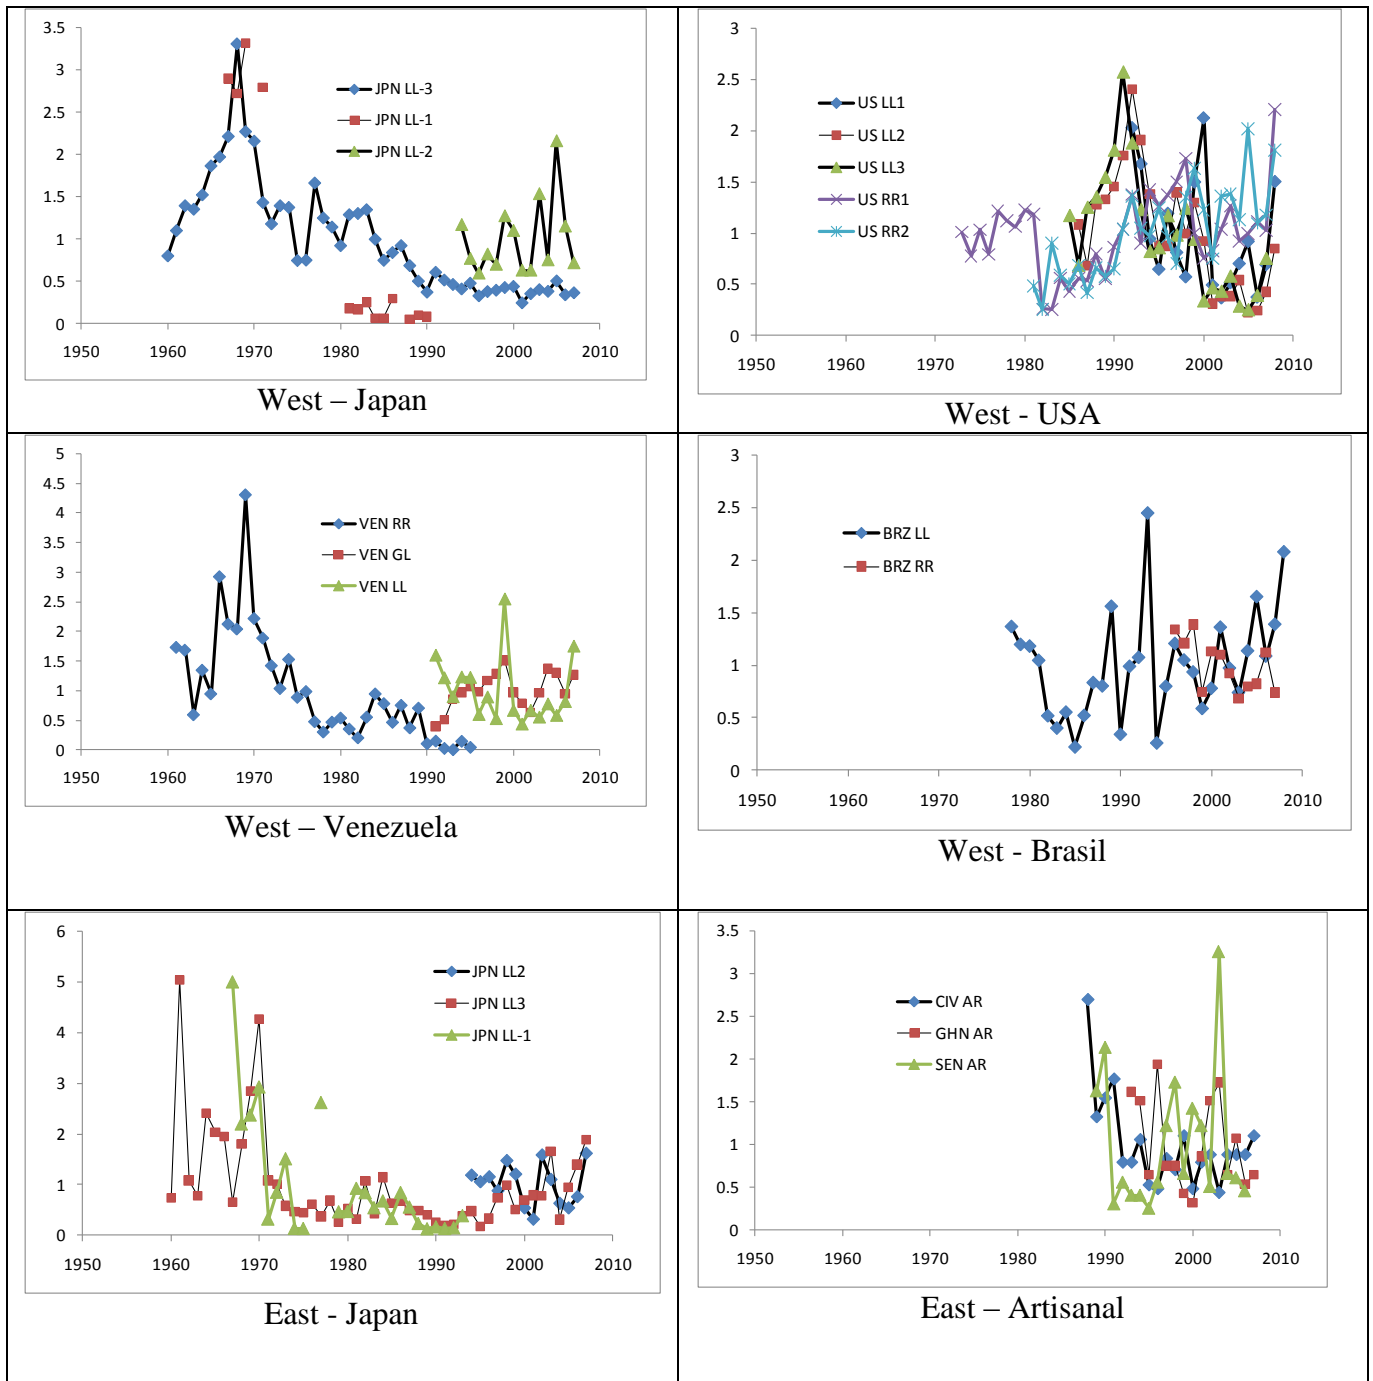 3.5
3
2.5
2
1.5
1
0.5
0
1950 1960 1970 1980 1990 2000 2010
JPN LL-3
JPN LL-1
JPN LL-2
West – Japan
3
2.5
2
1.5
1
0.5
0
1950 1960 1970 1980 1990 2000 2010
US LL1
US LL2
US LL3
US RR1
US RR2
West - USA
5
4.5
4
3.5
3
2.5
2
1.5
1
0.5
0
1950 1960 1970 1980 1990 2000 2010
VEN RR
VEN GL
VEN LL
West – Venezuela
3
2.5
2
1.5
1
0.5
0
1950 1960 1970 1980 1990 2000 2010
BRZ LL
BRZ RR
West - Brasil
6
5
4
3
2
1
0
1950 1960 1970 1980 1990 2000 2010
JPN LL2
JPN LL3
JPN LL-1
East - Japan
3.5
3
2.5
2
1.5
1
0.5
0
1950 1960 1970 1980 1990 2000 2010
CIV AR
GHN AR
SEN AR
East – Artisanal